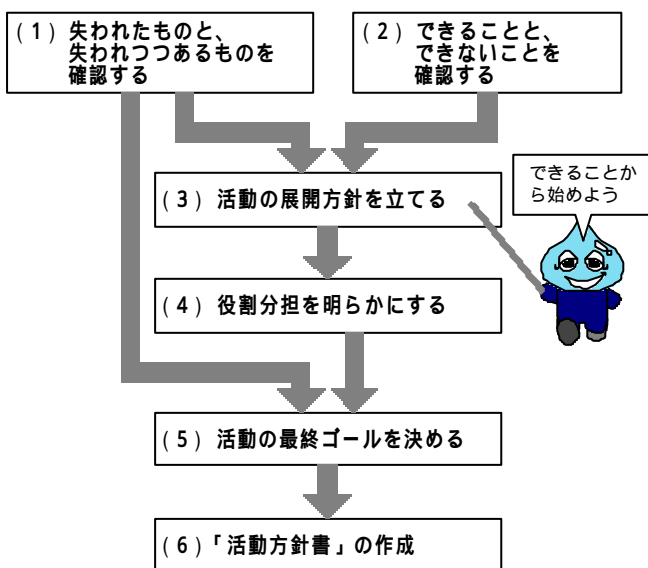 (1) 失われたものと、
失われつつあるものを
確認する
(2) できることと、
できないことを
確認する
(3) 活動の展開方針を立てる
できることか
ら始めよう
(4) 役割分担を明らかにする
(5) 活動の最終ゴールを決める
(6)「活動方針書」の作成